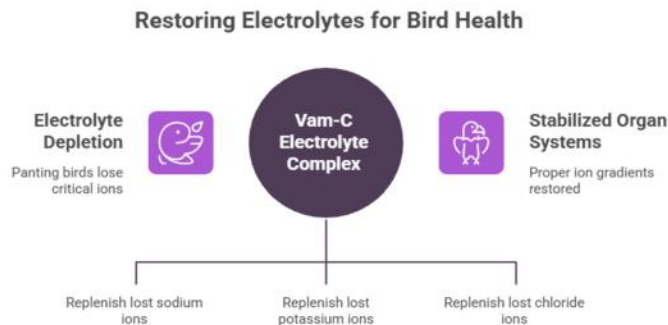 Restoring Electrolytes for Bird Health
Electrolyte
Depletion
Panting birds lose
critical ions
Vam-C
Electrolyte
Complex
Stabilized Organ
Systems
Proper ion gradients
restored
Replenish lost sodium
ions
Replenish lost
potassium ions
Replenish lost chloride
ions